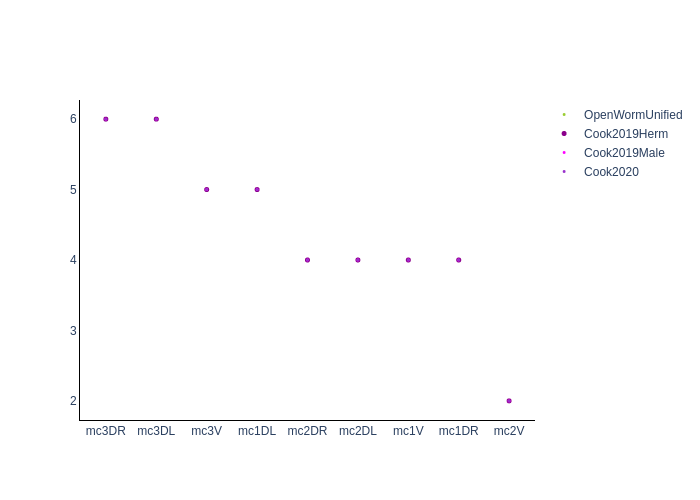 OpenWormUnified
Cook2019Herm
Cook2019Male
Cook2020
6
5
4
3
2
mc3DR mc3DL mc3V mc1DL mc2DR mc2DL mc1V mc1DR mc2V